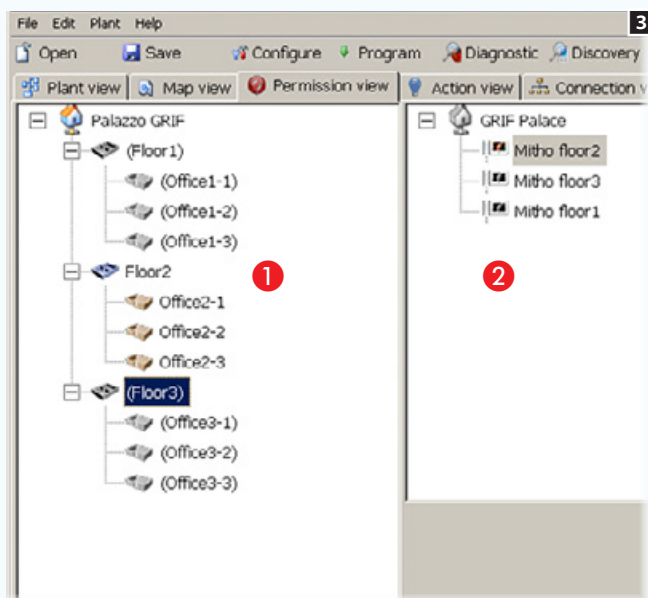 File Edit Plant Help
3
Open Save Configure Program Diagnostic Discovery
Plant view Map view Permission view Action view Connection v
Palazzo GRIF
(Floor1)
(Office1-1)
(Office1-2)
(Office1-3)
Floor2
Office2-1
Office2-2
Office2-3
(Floor3)
(Office3-1)
(Office3-2)
(Office3-3)
1
GRIF Palace
Mitho floor2
Mitho floor3
Mitho floor1
2